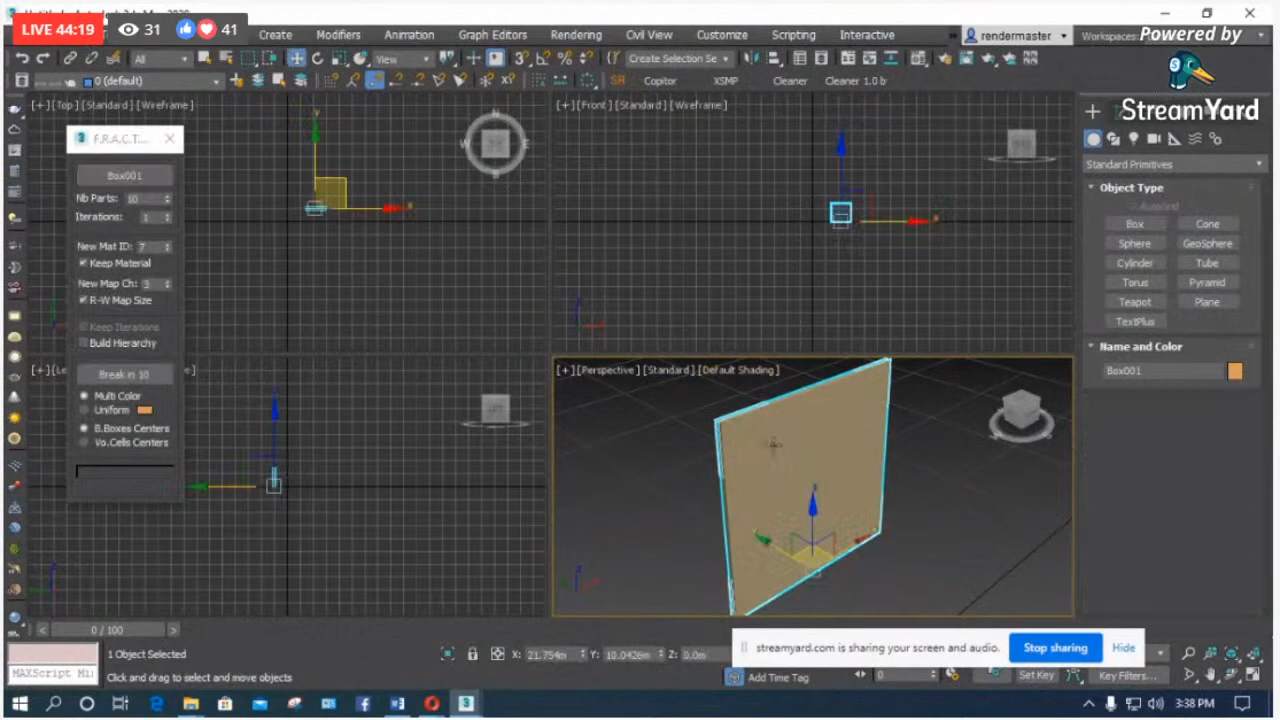 LIVE 44:19 31 41
Create Modifiers Animation Graph Editors Rendering Civil View Customize Scripting Interactive rendermaster Workspaces:
Powered by
StreamYard
All View Create Selection Se
0 (default) Copitor XSMP Cleaner Cleaner 1.0 b
[+] [Top] [Standard] [Wireframe]
[+] [Front] [Standard] [Wireframe]
F.R.A.C.T...
Box001
Nb Parts: 10
Iterations: 1
New Mat ID: 7
Keep Material
New Map Ch: 3
R-W Map Size
Keep Iterations
Build Hierarchy
Break in 10
Multi Color
Uniform
B.Boxes Centers
Vo.Cells Centers
[+] [Perspective] [Standard] [Default Shading]
Standard Primitives
Object Type
AutoGrid
Box Cone
Sphere GeoSphere
Cylinder Tube
Torus Pyramid
Teapot Plane
TextPlus
Name and Color
Box001
0 / 100
1 Object Selected
X: 21.754m Y: 10.0426m Z: 0.0m
MAXScript Mi
Click and drag to select and move objects
streamyard.com is sharing your screen and audio. Stop sharing Hide
Add Time Tag
0 Set Key Key Filters...
3:38 PM